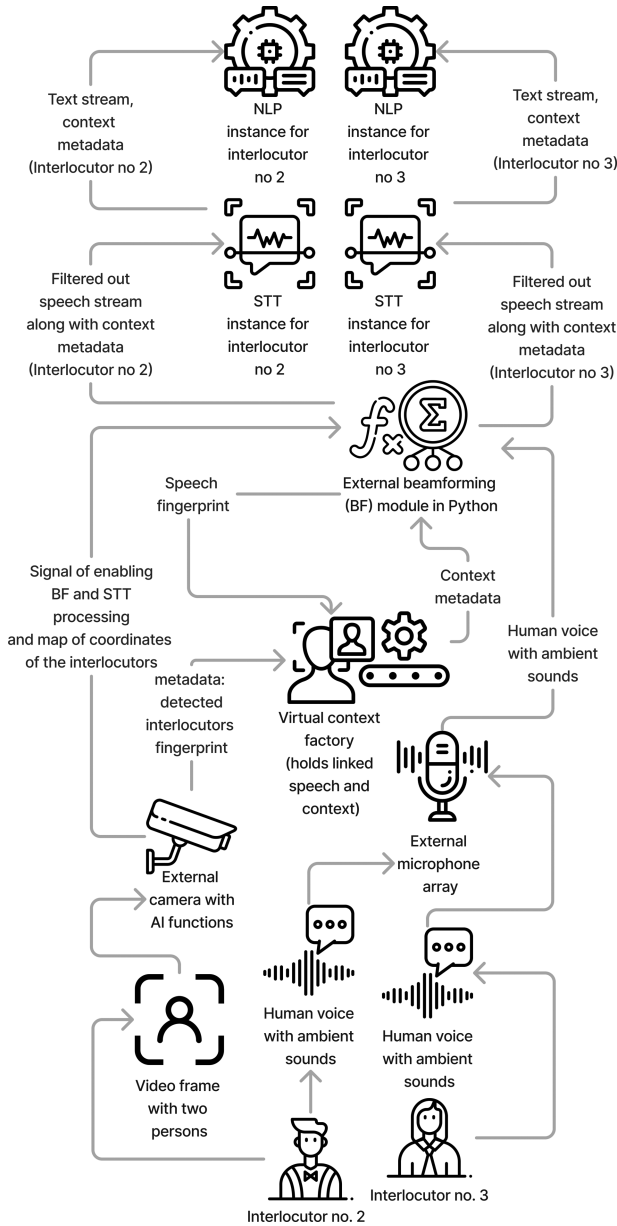 NLP
instance for
interlocutor
no 2
NLP
instance for
interlocutor
no 3
Text stream,
context
metadata
(Interlocutor no 2)
Text stream,
context
metadata
(Interlocutor no 3)
STT
instance for
interlocutor
no 2
STT
instance for
interlocutor
no 3
Filtered out
speech stream
along with context
metadata
(Interlocutor no 2)
Filtered out
speech stream
along with context
metadata
(Interlocutor no 3)
External beamforming
(BF) module in Python
Speech
fingerprint
Context
metadata
Signal of enabling
BF and STT
processing
and map of coordinates
of the interlocutors
Human voice
with ambient
sounds
metadata:
detected
interlocutors
fingerprint
Virtual context
factory
(holds linked
speech and
context)
External
microphone
array
External
camera with
AI functions
Human voice
with ambient
sounds
Human voice
with ambient
sounds
Video frame
with two
persons
Interlocutor no. 3
Interlocutor no. 2